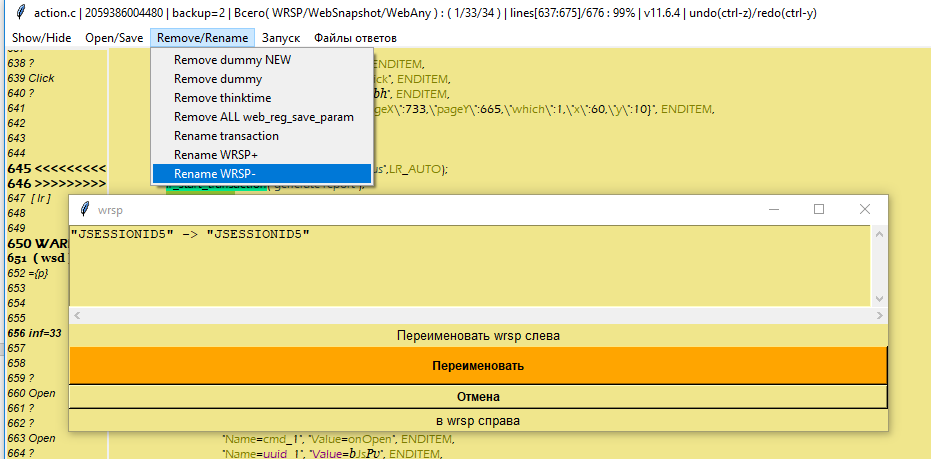 action.c | 2059386004480 | backup=2 | Всего( WRSP/WebSnapshot/WebAny ) : ( 1/33/34 ) | lines[637:675]/676 : 99% | v11.6.4 | undo(ctrl-z)/redo(ctrl-y)
Show/Hide Open/Save Remove/Rename Запуск Файлы ответов
Remove dummy NEW
Remove dummy
Remove thinktime
Remove ALL web_reg_save_param
Rename transaction
Rename WRSP+
Rename WRSP-
638 ? ENDITEM,
639 Click ick", ENDITEM,
640 ? bh", ENDITEM,
641 geX\":733,\"pageY\":665,\"which\":1,\"x\":60,\"y\":10}", ENDITEM,
642
643
644
645 <<<<<<<<<< us",LR_AUTO);
646 >>>>>>>>>>
647 [ lr ]
648
649
650 WAR
651 ( wsd
652 ={p}
653
654
655
656 inf=33
657
658
659 ?
660 Open
661 ?
662 ?
wrsp
"JSESSIONID5" -> "JSESSIONID5"
Переименовать wrsp слева
Переименовать
Отмена
в wrsp справа
663 Open "Name=cmd_1", "Value=onOpen", ENDITEM,
664 ? "Name=uuid_1", "Value=bJsPv", ENDITEM,